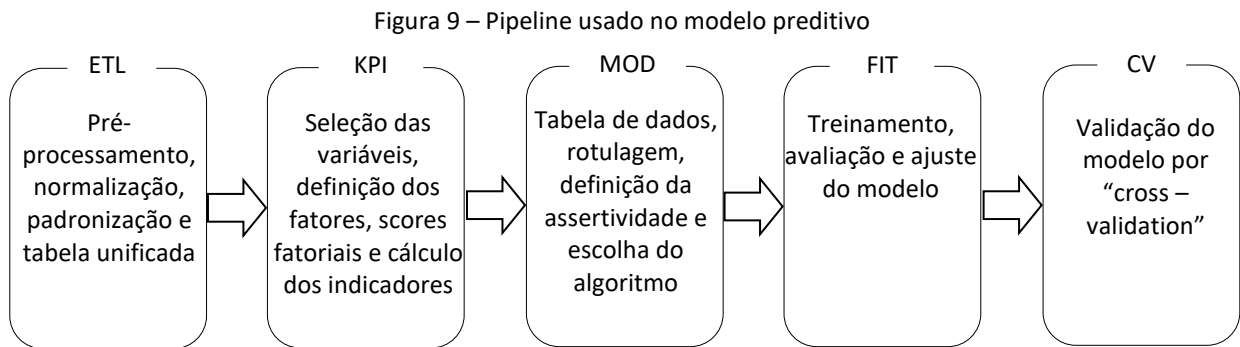 Figura 9 – Pipeline usado no modelo preditivo
ETL
Pré-
processamento,
normalização,
padronização e
tabela unificada
KPI
Seleção das
variáveis,
definição dos
fatores, scores
fatoriais e cálculo
dos indicadores
MOD
Tabela de dados,
rotulagem,
definição da
assertividade e
escolha do
algoritmo
FIT
Treinamento,
avaliação e ajuste
do modelo
CV
Validação do
modelo por
“cross –
validation”